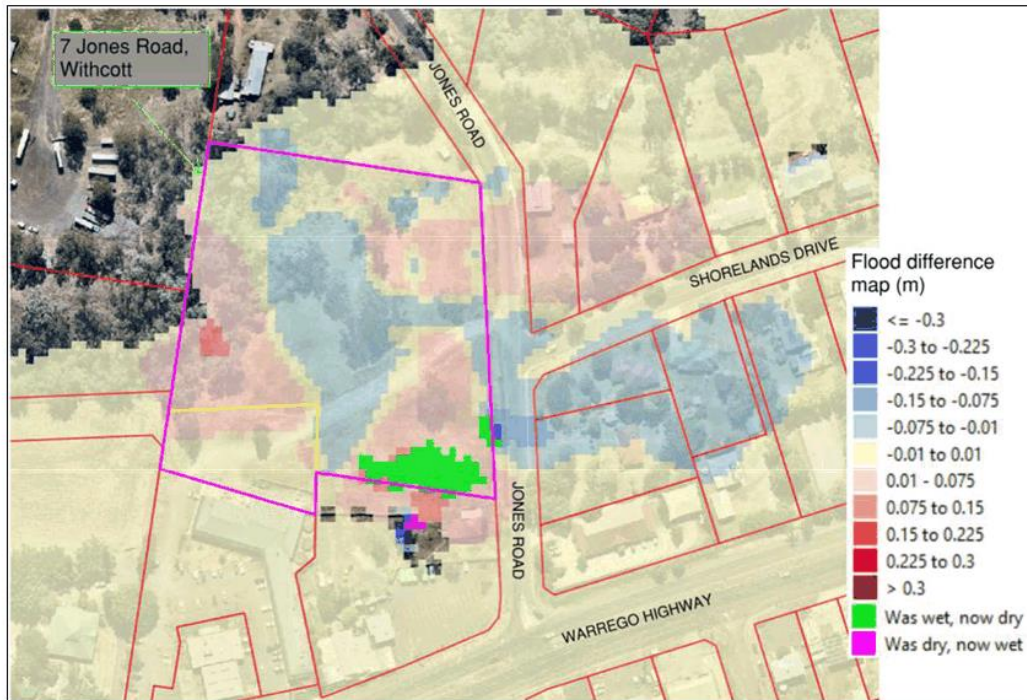 7 Jones Road,
Withcott
JONES ROAD
SHORELANDS DRIVE
JONES ROAD
WARREGO HIGHWAY
Flood difference
map (m)
<= -0.3
-0.3 to -0.225
-0.225 to -0.15
-0.15 to -0.075
-0.075 to -0.01
-0.01 to 0.01
0.01 - 0.075
0.075 to 0.15
0.15 to 0.225
0.225 to 0.3
> 0.3
Was wet, now dry
Was dry, now wet